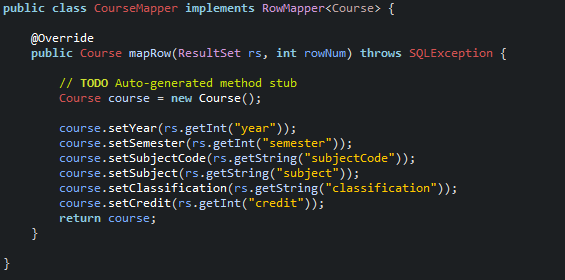 public class CourseMapper implements RowMapper<Course> {
@Override
public Course mapRow(ResultSet rs, int rowNum) throws SQLException {
// TODO Auto-generated method stub
Course course = new Course();
course.setYear(rs.getInt("year"));
course.setSemester(rs.getInt("semester"));
course.setSubjectCode(rs.getString("subjectCode"));
course.setSubject(rs.getString("subject"));
course.setClassification(rs.getString("classification"));
course.setCredit(rs.getInt("credit"));
return course;
}
}